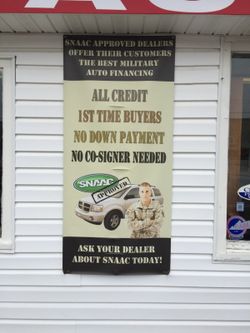 SNAAC APPROVED DEALERS
OFFER THEIR CUSTOMERS
THE BEST MILITARY
AUTO FINANCING
ALL CREDIT
1ST TIME BUYERS
NO DOWN PAYMENT
NO CO-SIGNER NEEDED
SNAAC
APPROVED
ASK YOUR DEALER
ABOUT SNAAC TODAY!